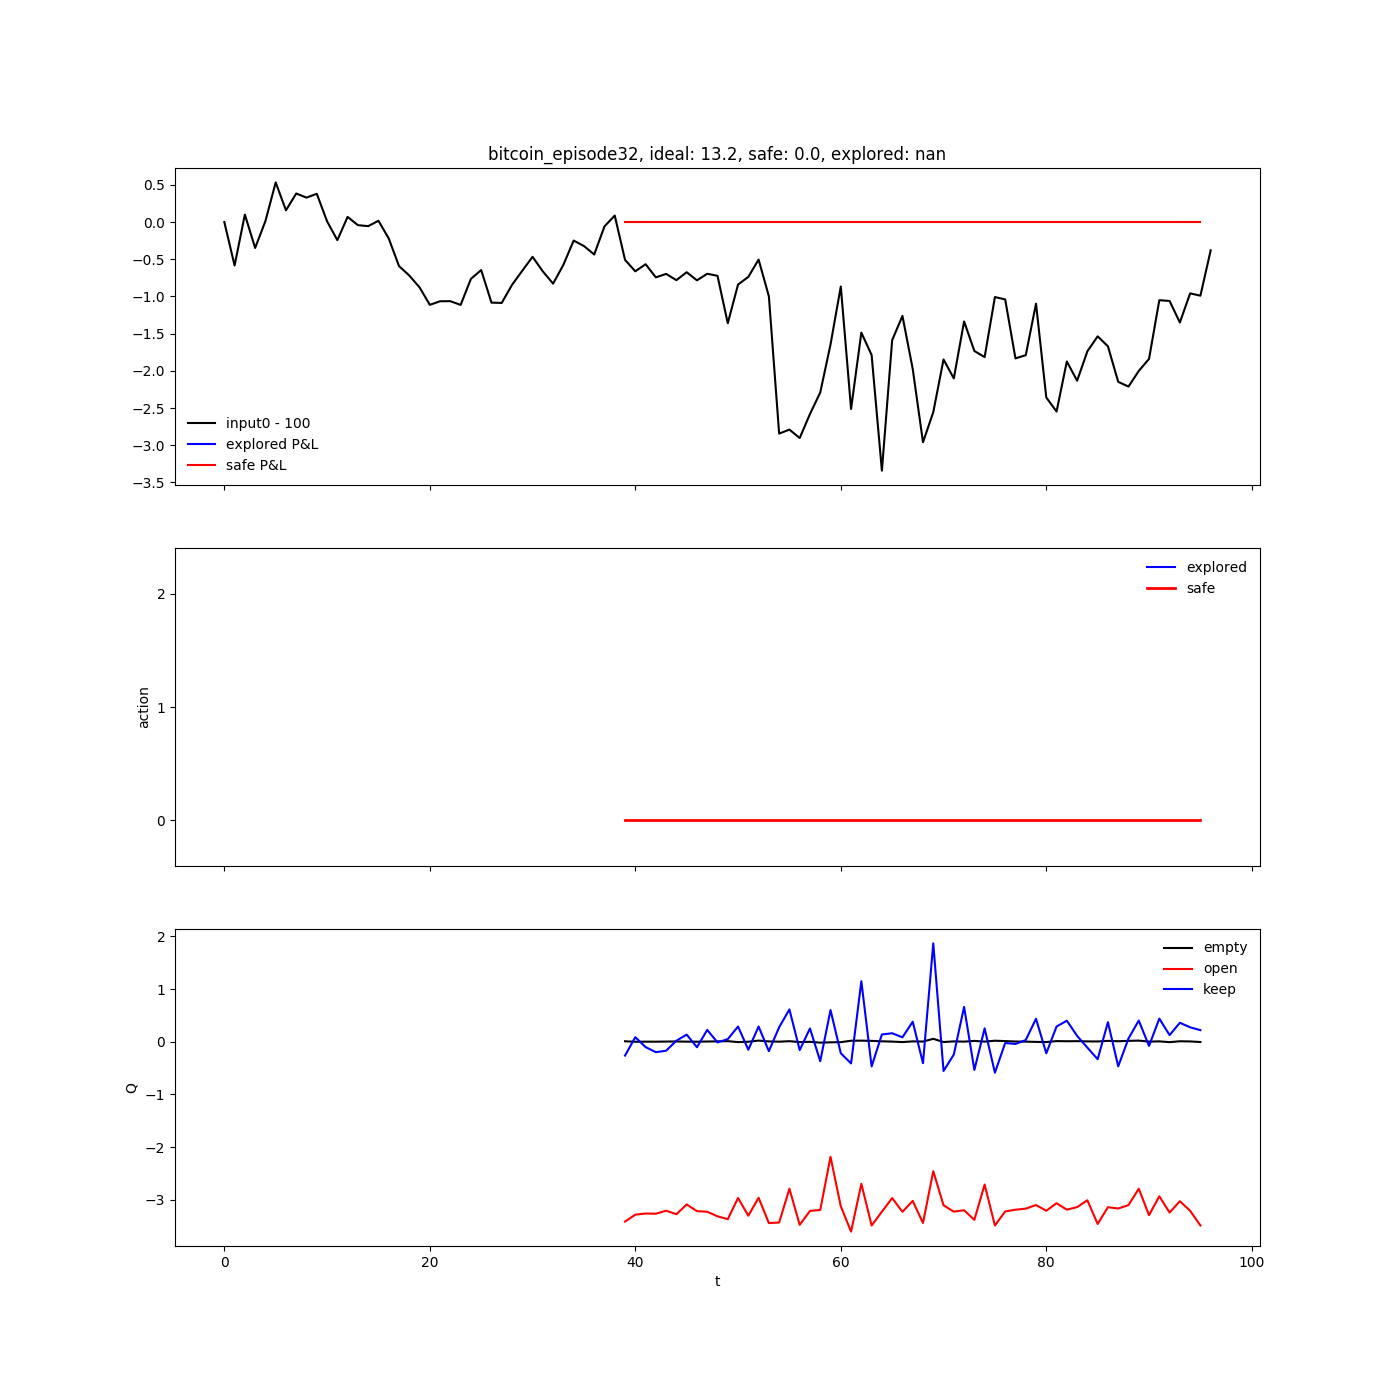 bitcoin_episode32, ideal: 13.2, safe: 0.0, explored: nan
0.5
0.0
−0.5
−1.0
−1.5
−2.0
−2.5
−3.0
−3.5
input0 - 100
explored P&L
safe P&L
action
2
1
0
explored
safe
Q
2
1
0
−1
−2
−3
empty
open
keep
0 20 40 60 80 100
t